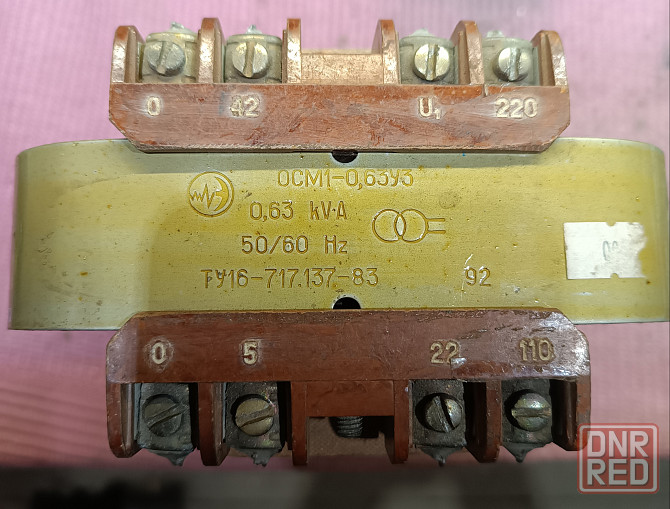 0 42 U₁ 220
ОСМ1-0,63У3
0,63 kV·A
50/60 Hz
ТУ16-717.137-83 92
0 5 22 110
DNR
RED